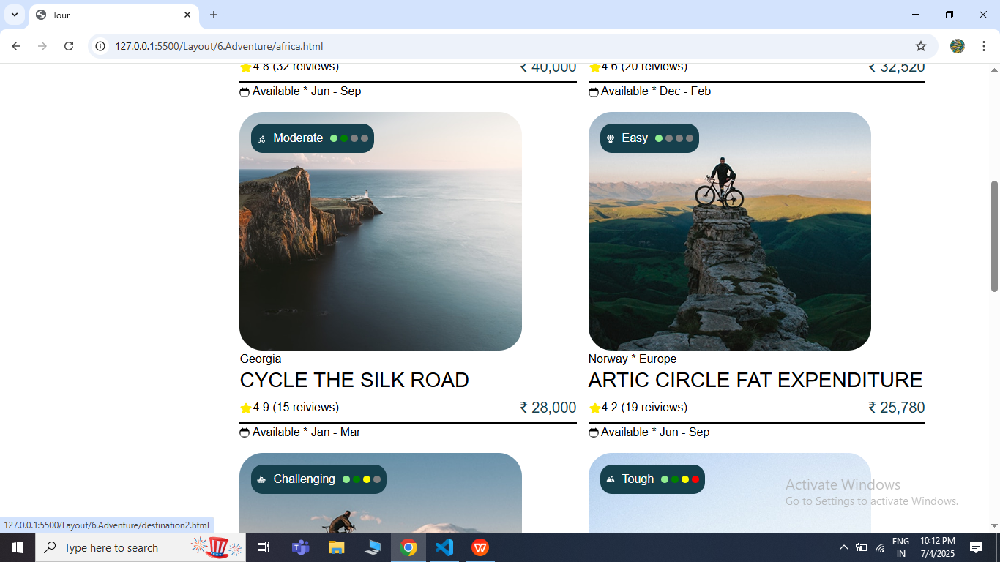 Tour
127.0.0.1:5500/Layout/6.Adventure/africa.html
4.8 (32 reiviews) ₹ 40,000
4.6 (20 reiviews) ₹ 32,520
Available * Jun - Sep
Available * Dec - Feb
Moderate
Easy
Georgia
Norway * Europe
CYCLE THE SILK ROAD
ARTIC CIRCLE FAT EXPENDITURE
4.9 (15 reiviews) ₹ 28,000
4.2 (19 reiviews) ₹ 25,780
Available * Jan - Mar
Available * Jun - Sep
Challenging
Tough
Activate Windows
Go to Settings to activate Windows.
127.0.0.1:5500/Layout/6.Adventure/destination2.html
Type here to search
ENG
IN
10:12 PM
7/4/2025